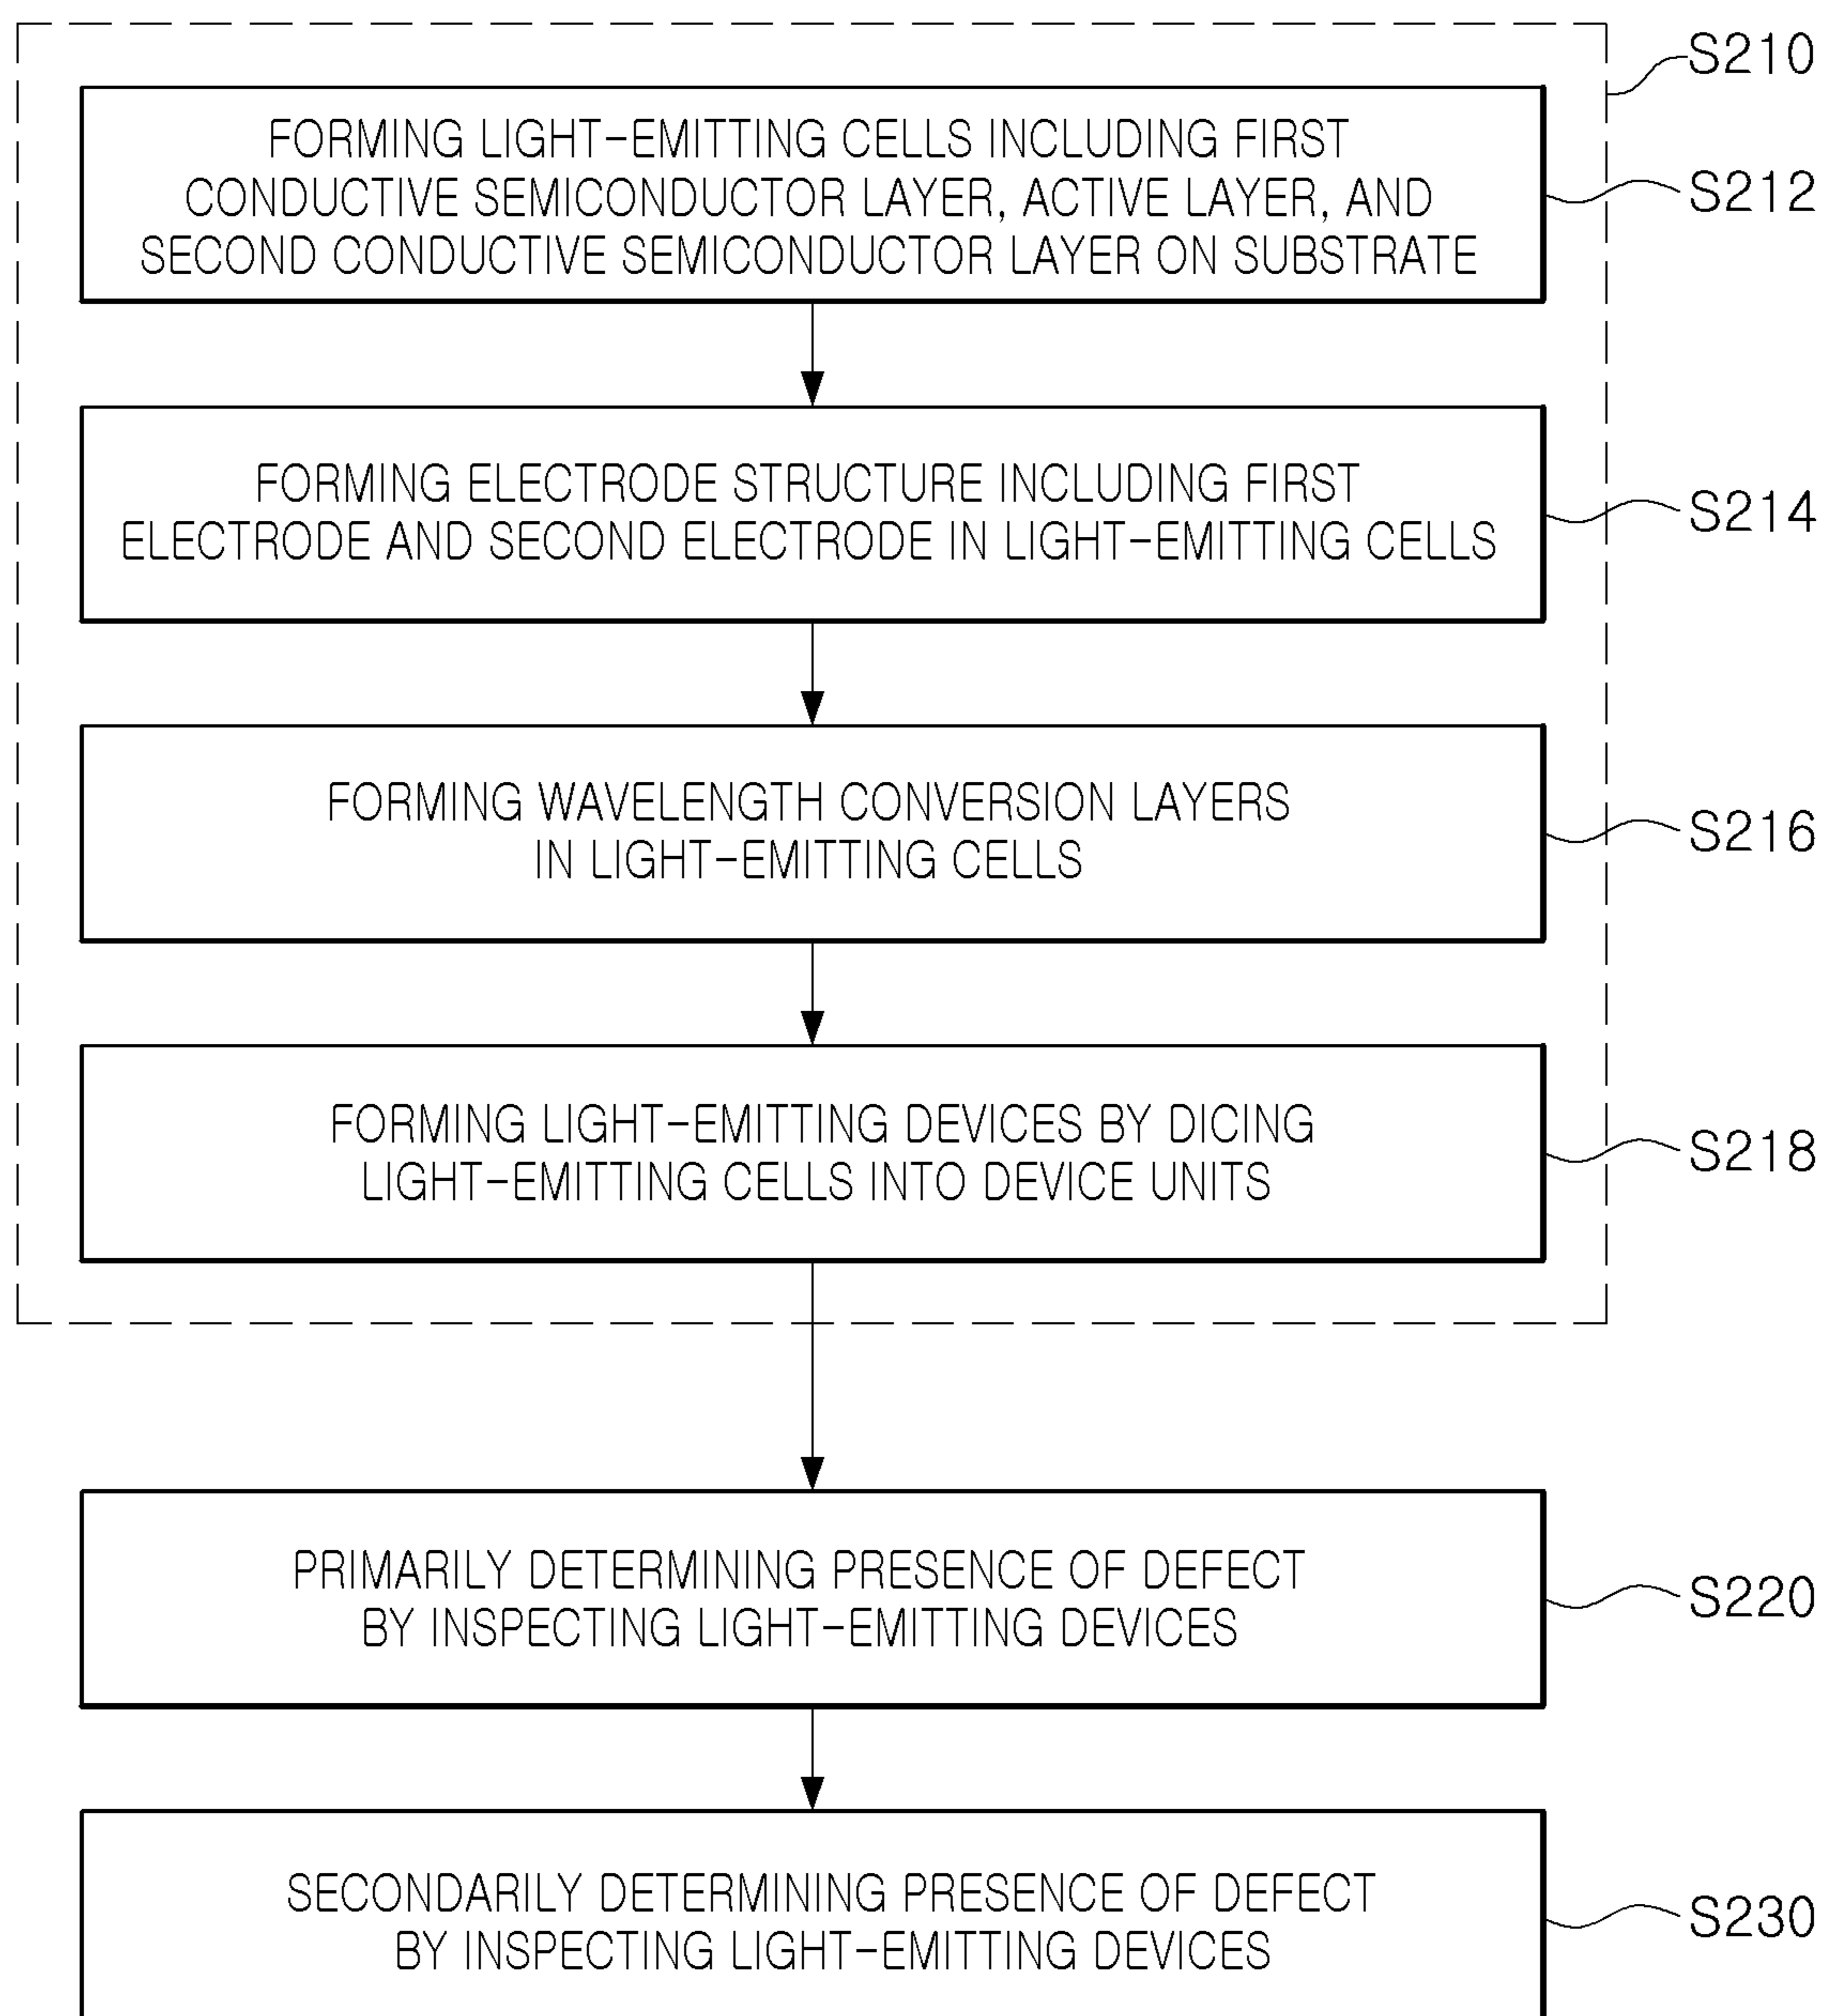 S210
FORMING LIGHT-EMITTING CELLS INCLUDING FIRST
CONDUCTIVE SEMICONDUCTOR LAYER, ACTIVE LAYER, AND
SECOND CONDUCTIVE SEMICONDUCTOR LAYER ON SUBSTRATE
S212
FORMING ELECTRODE STRUCTURE INCLUDING FIRST
ELECTRODE AND SECOND ELECTRODE IN LIGHT-EMITTING CELLS
S214
FORMING WAVELENGTH CONVERSION LAYERS
IN LIGHT-EMITTING CELLS
S216
FORMING LIGHT-EMITTING DEVICES BY DICING
LIGHT-EMITTING CELLS INTO DEVICE UNITS
S218
PRIMARILY DETERMINING PRESENCE OF DEFECT
BY INSPECTING LIGHT-EMITTING DEVICES
S220
SECONDARILY DETERMINING PRESENCE OF DEFECT
BY INSPECTING LIGHT-EMITTING DEVICES
S230